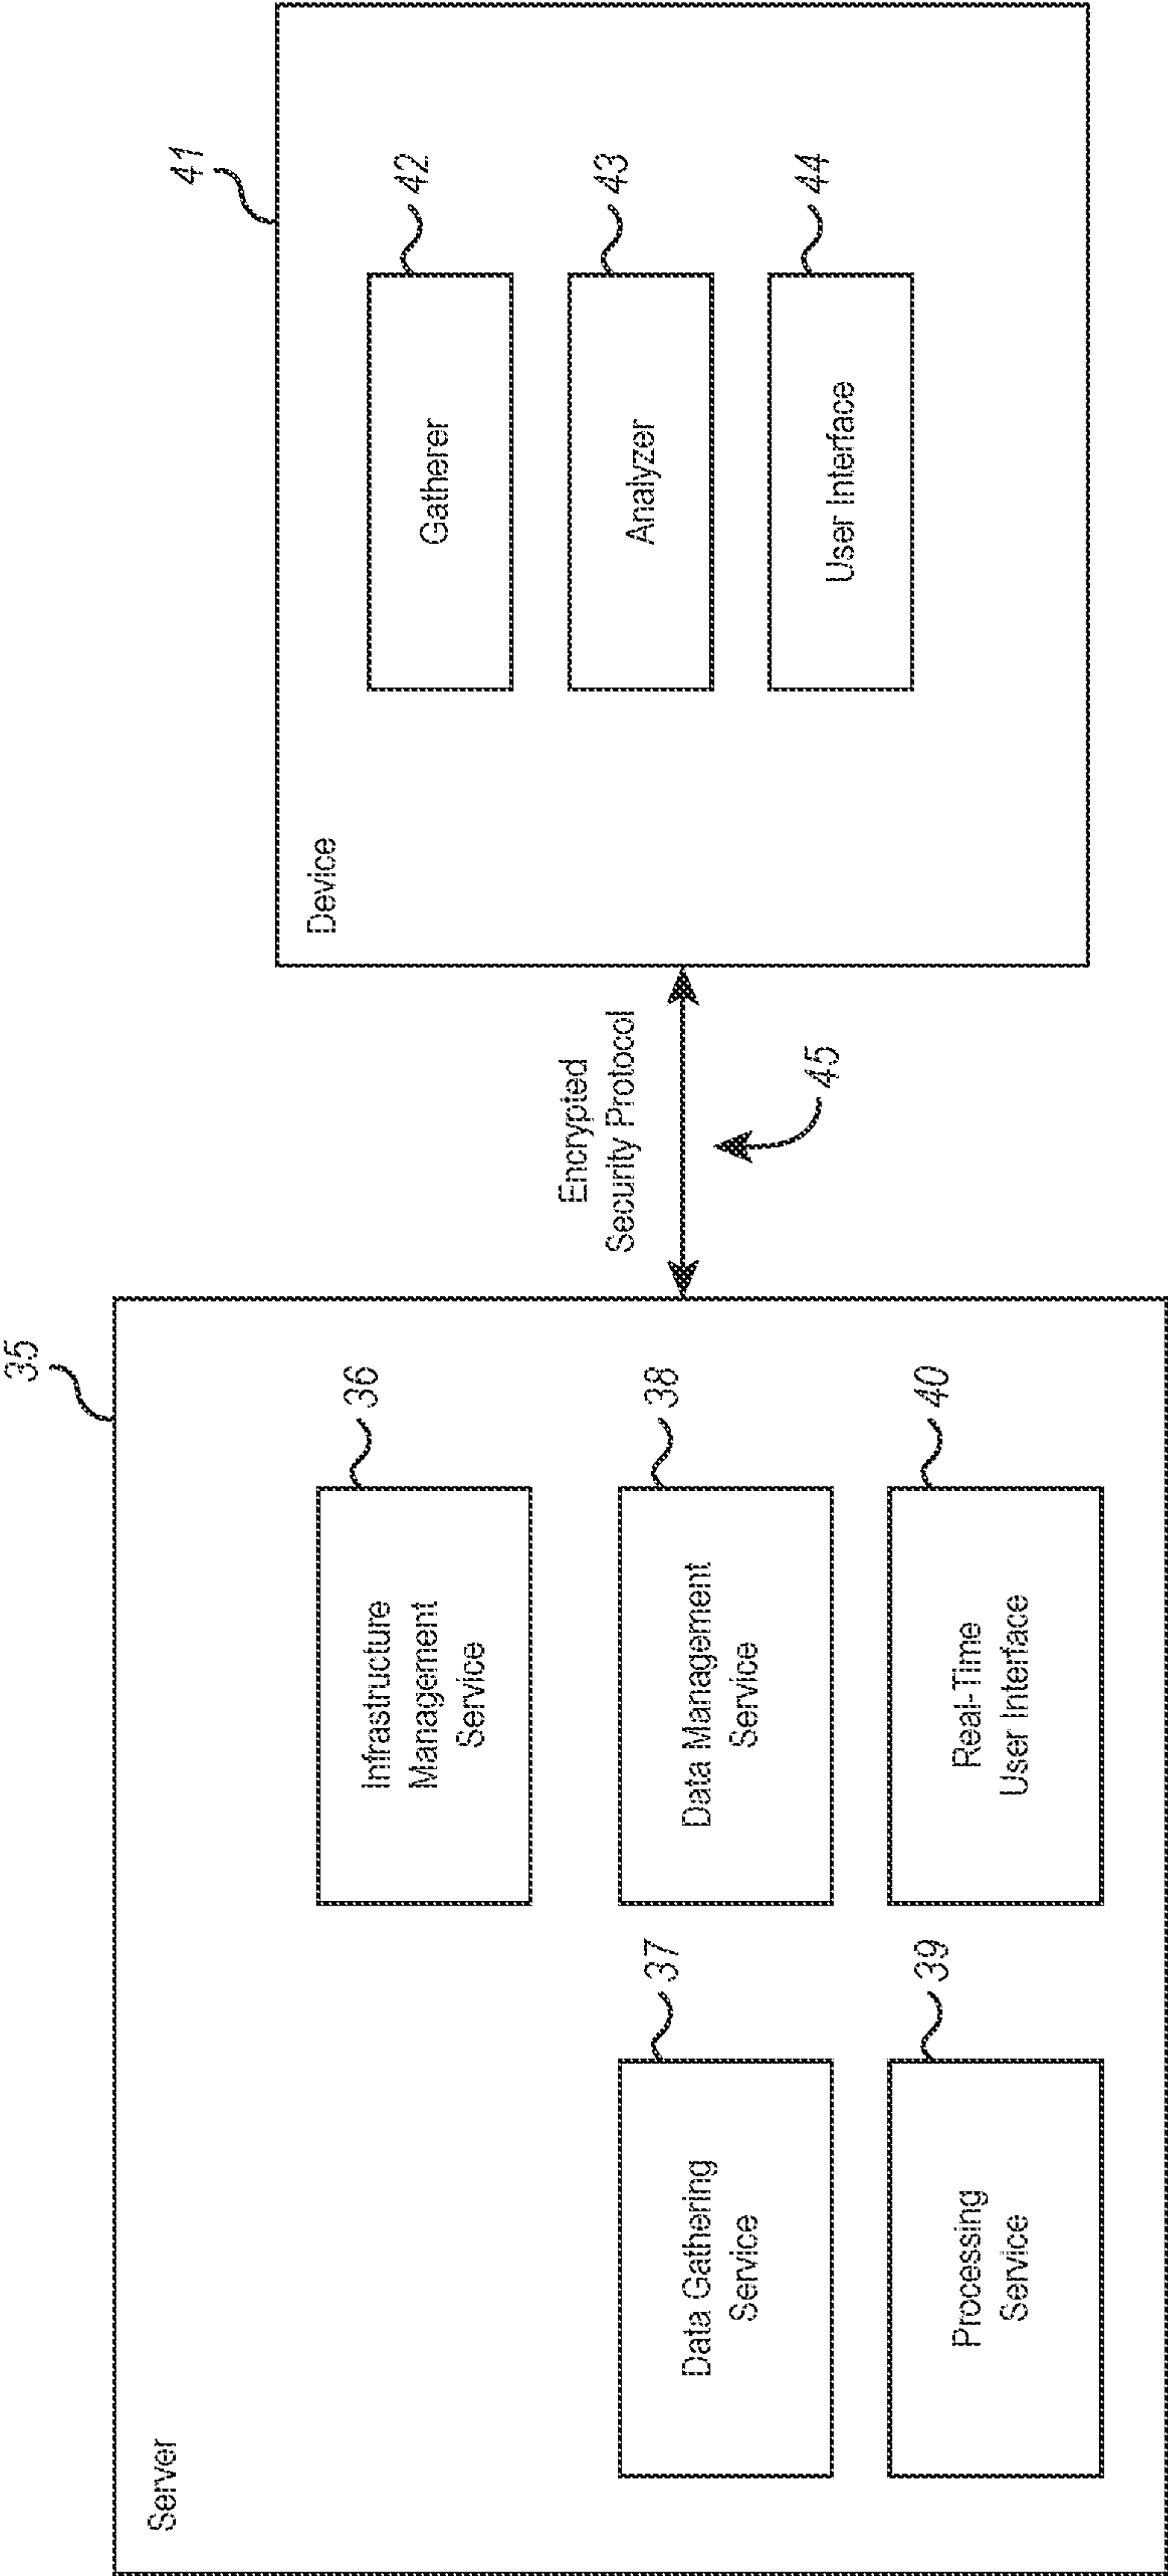 35
Server
36
Infrastructure
Management
Service
37
Data Gathering
Service
38
Data Management
Service
39
Processing
Service
40
Real-Time
User Interface
Encrypted
Security Protocol
45
41
Device
42
Gatherer
43
Analyzer
44
User Interface